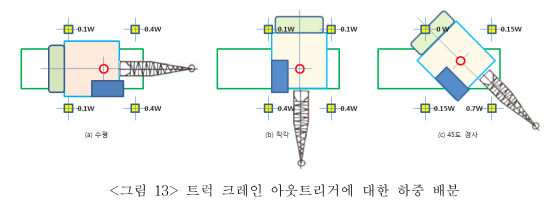 0.1W 0.4W 0.1W 0.1W 0 W 0.15W
0.1W 0.4W 0.4W 0.4W 0.15W 0.7W
(a) 수평 (b) 직각 (c) 45도 경사
<그림 13> 트럭 크레인 아웃트리거에 대한 하중 배분